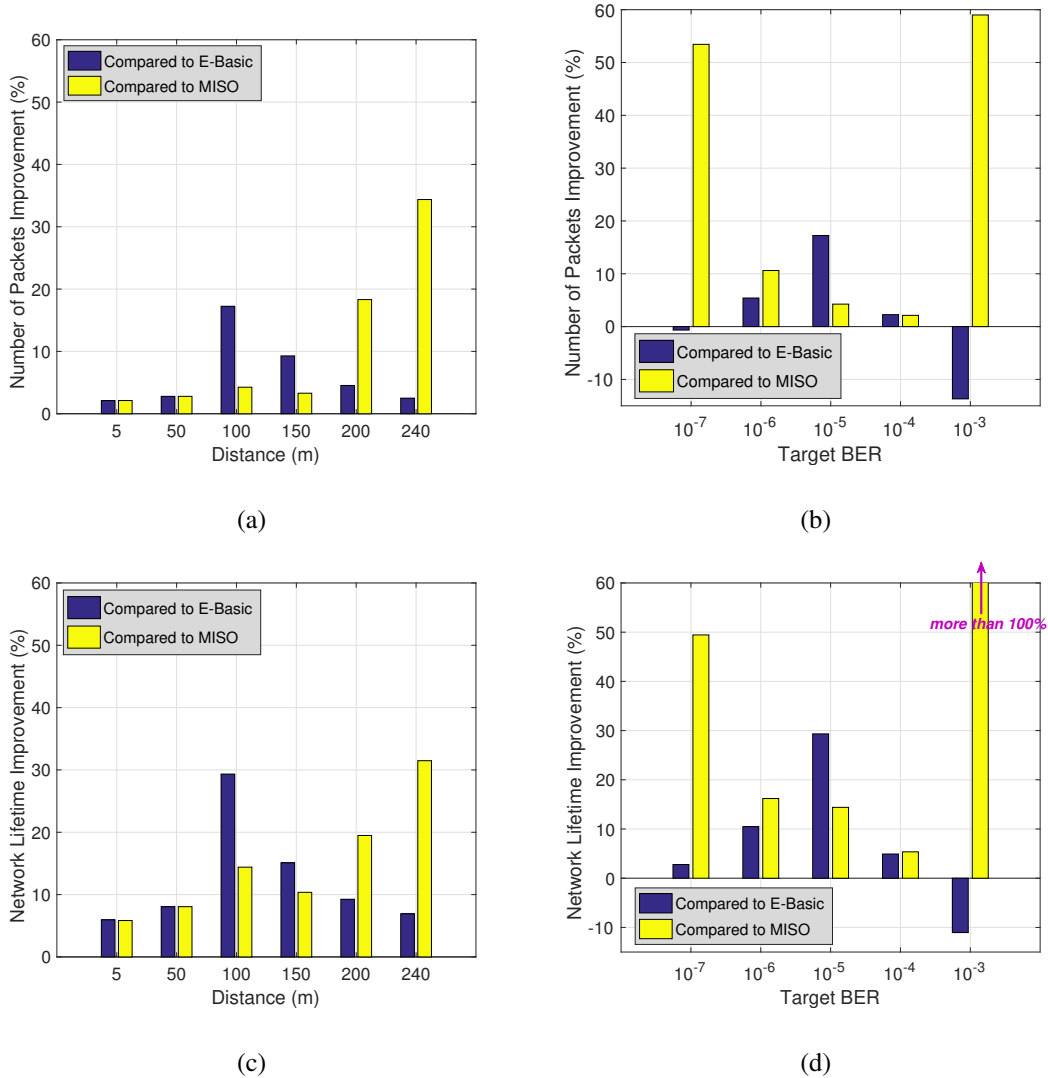 60
50
40
30
20
10
0
Number of Packets Improvement (%)
Compared to E-Basic
Compared to MISO
5 50 100 150 200 240
Distance (m)
(a)
60
50
40
30
20
10
0
-10
Number of Packets Improvement (%)
Compared to E-Basic
Compared to MISO
10^-7 10^-6 10^-5 10^-4 10^-3
Target BER
(b)
60
50
40
30
20
10
0
Network Lifetime Improvement (%)
Compared to E-Basic
Compared to MISO
5 50 100 150 200 240
Distance (m)
(c)
60
50
40
30
20
10
0
-10
Network Lifetime Improvement (%)
more than 100%
Compared to E-Basic
Compared to MISO
10^-7 10^-6 10^-5 10^-4 10^-3
Target BER
(d)